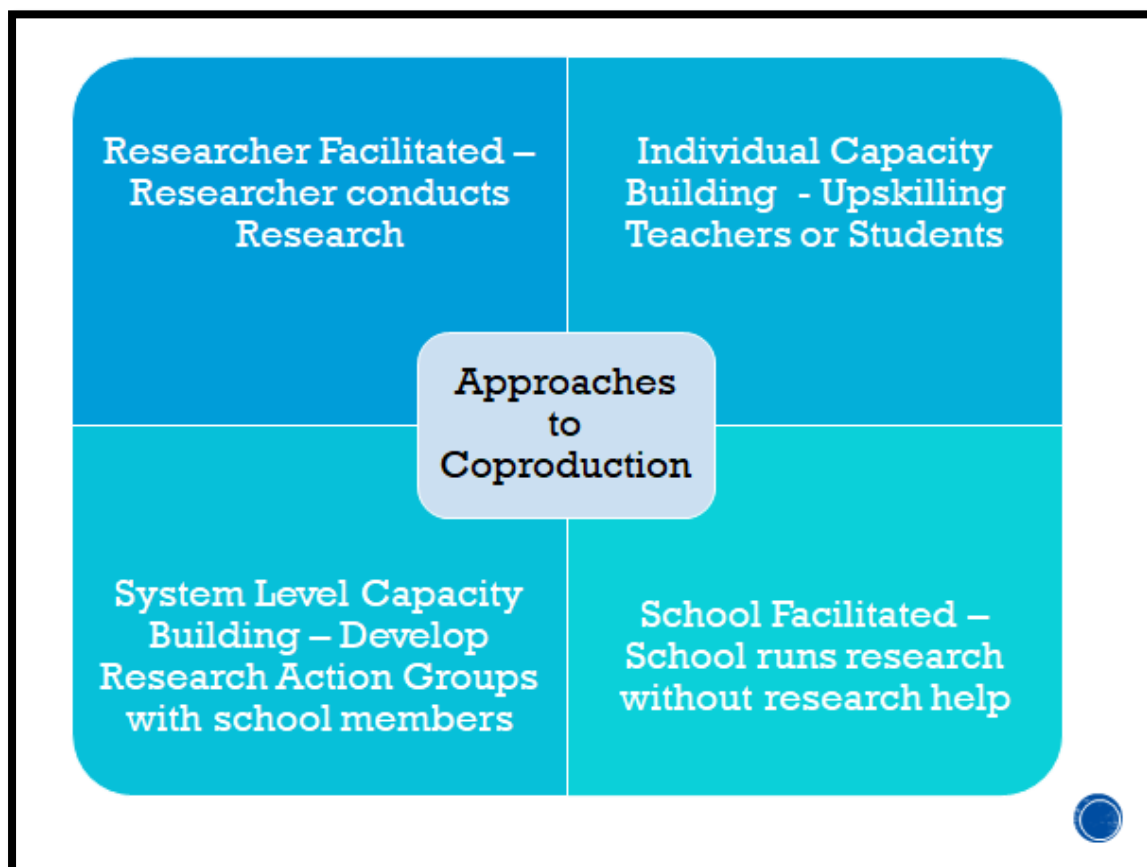 Researcher Facilitated –
Researcher conducts
Research
Individual Capacity
Building  - Upskilling
Teachers or Students
Approaches
to
Coproduction
System Level Capacity
Building – Develop
Research Action Groups
with school members
School Facilitated –
School runs research
without research help